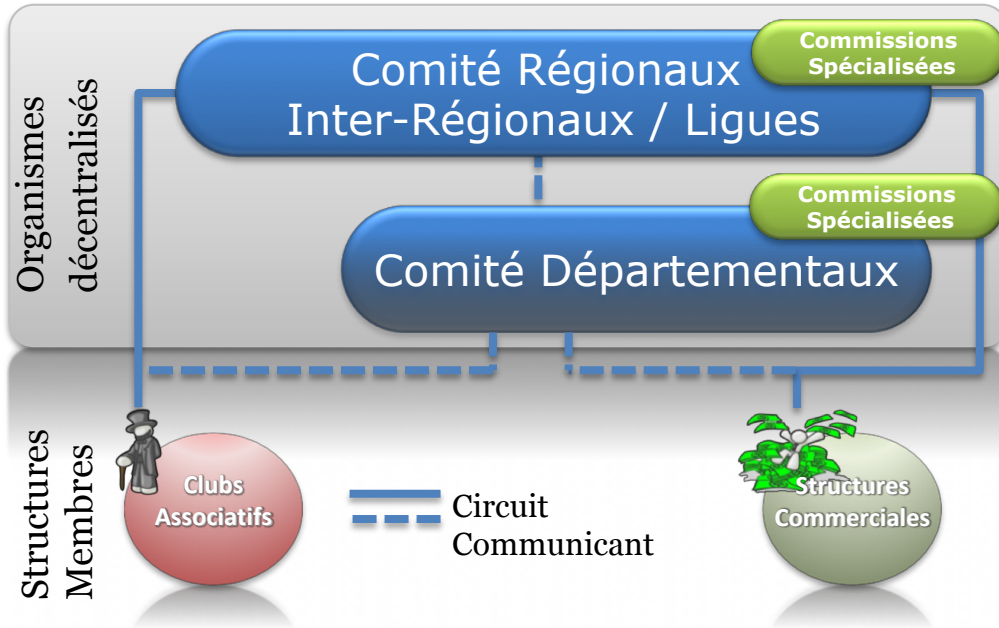 Commissions
Spécialisées
Comité Régionaux
Inter-Régionaux / Ligues
Organismes
décentralisés
Commissions
Spécialisées
Comité Départementaux
Structures
Membres
Clubs
Associatifs
Circuit
Communicant
Structures
Commerciales